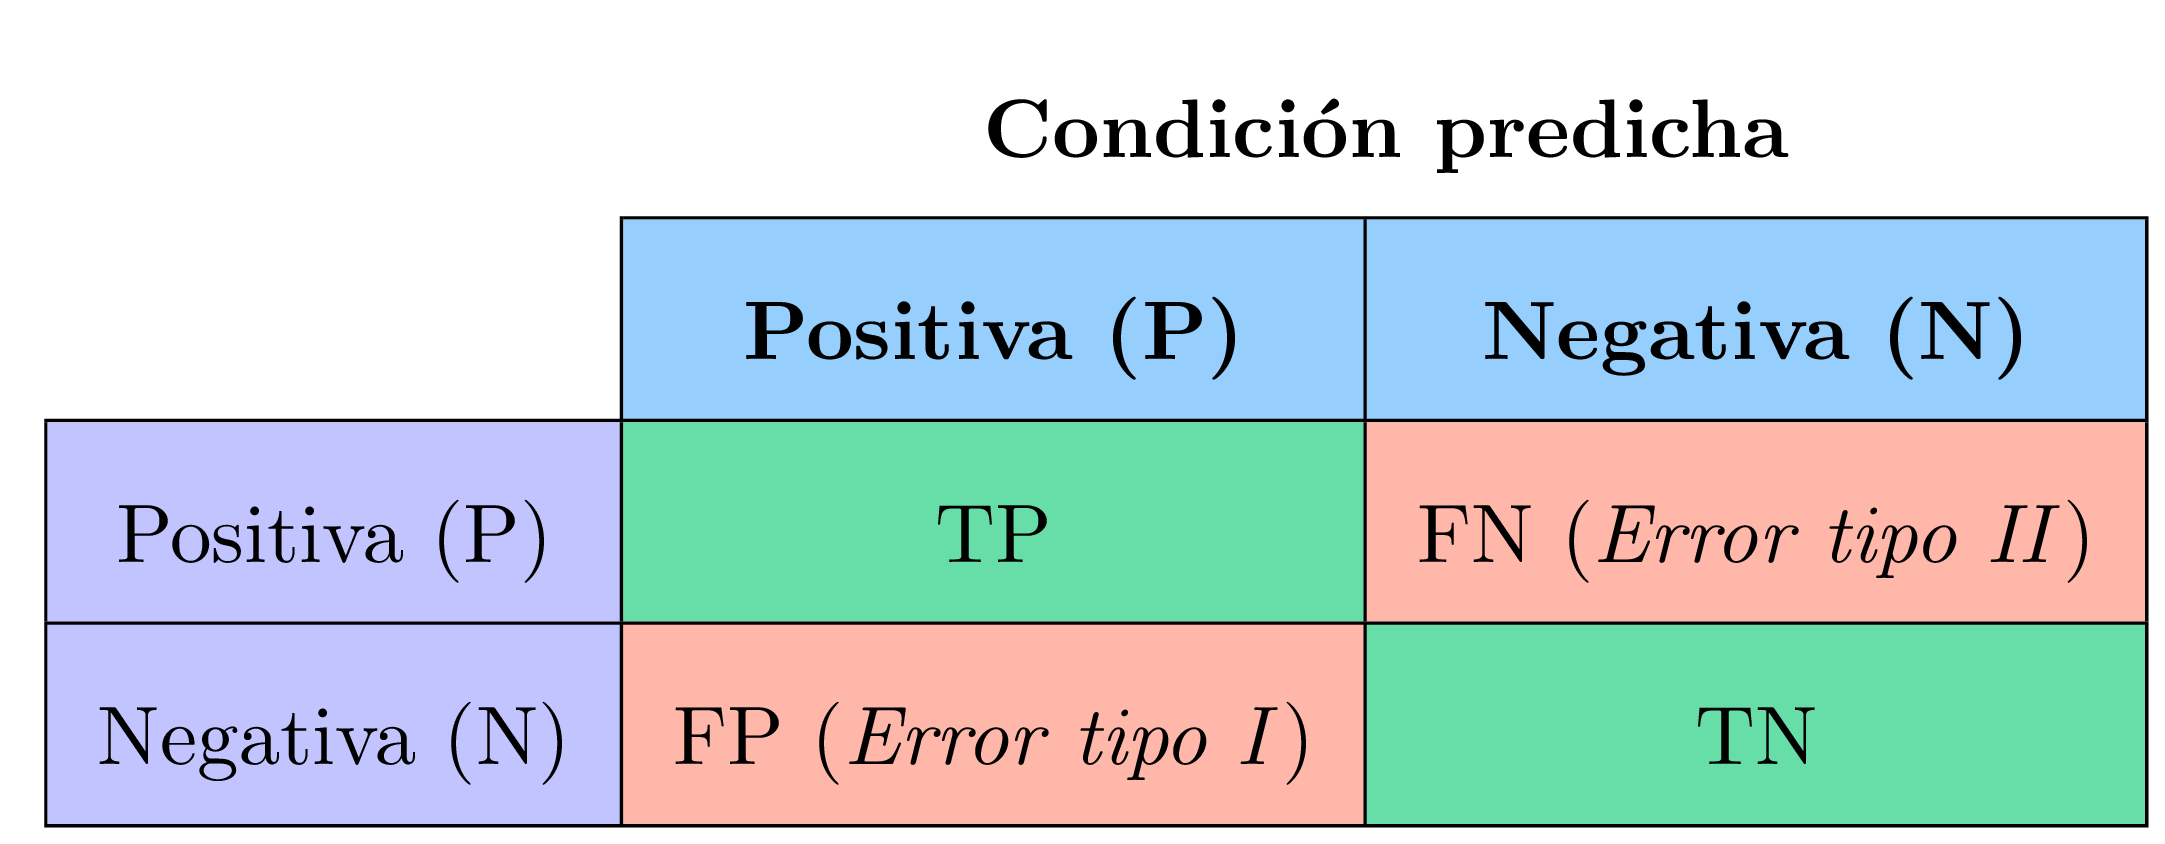 Condición predicha
Positiva (P) Negativa (N)
Positiva (P) TP FN (Error tipo II)
Negativa (N) FP (Error tipo I) TN